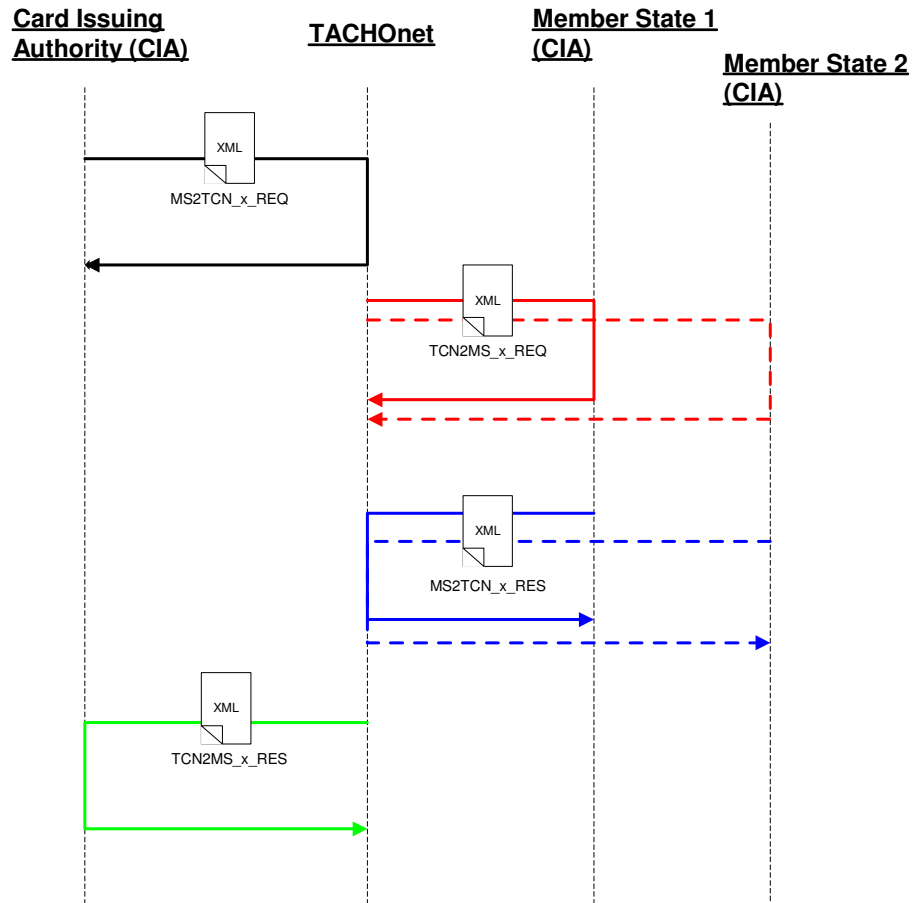 Card Issuing
Authority (CIA)
TACHOnet
Member State 1
(CIA)
Member State 2
(CIA)
XML
MS2TCN_x_REQ
XML
TCN2MS_x_REQ
XML
MS2TCN_x_RES
XML
TCN2MS_x_RES